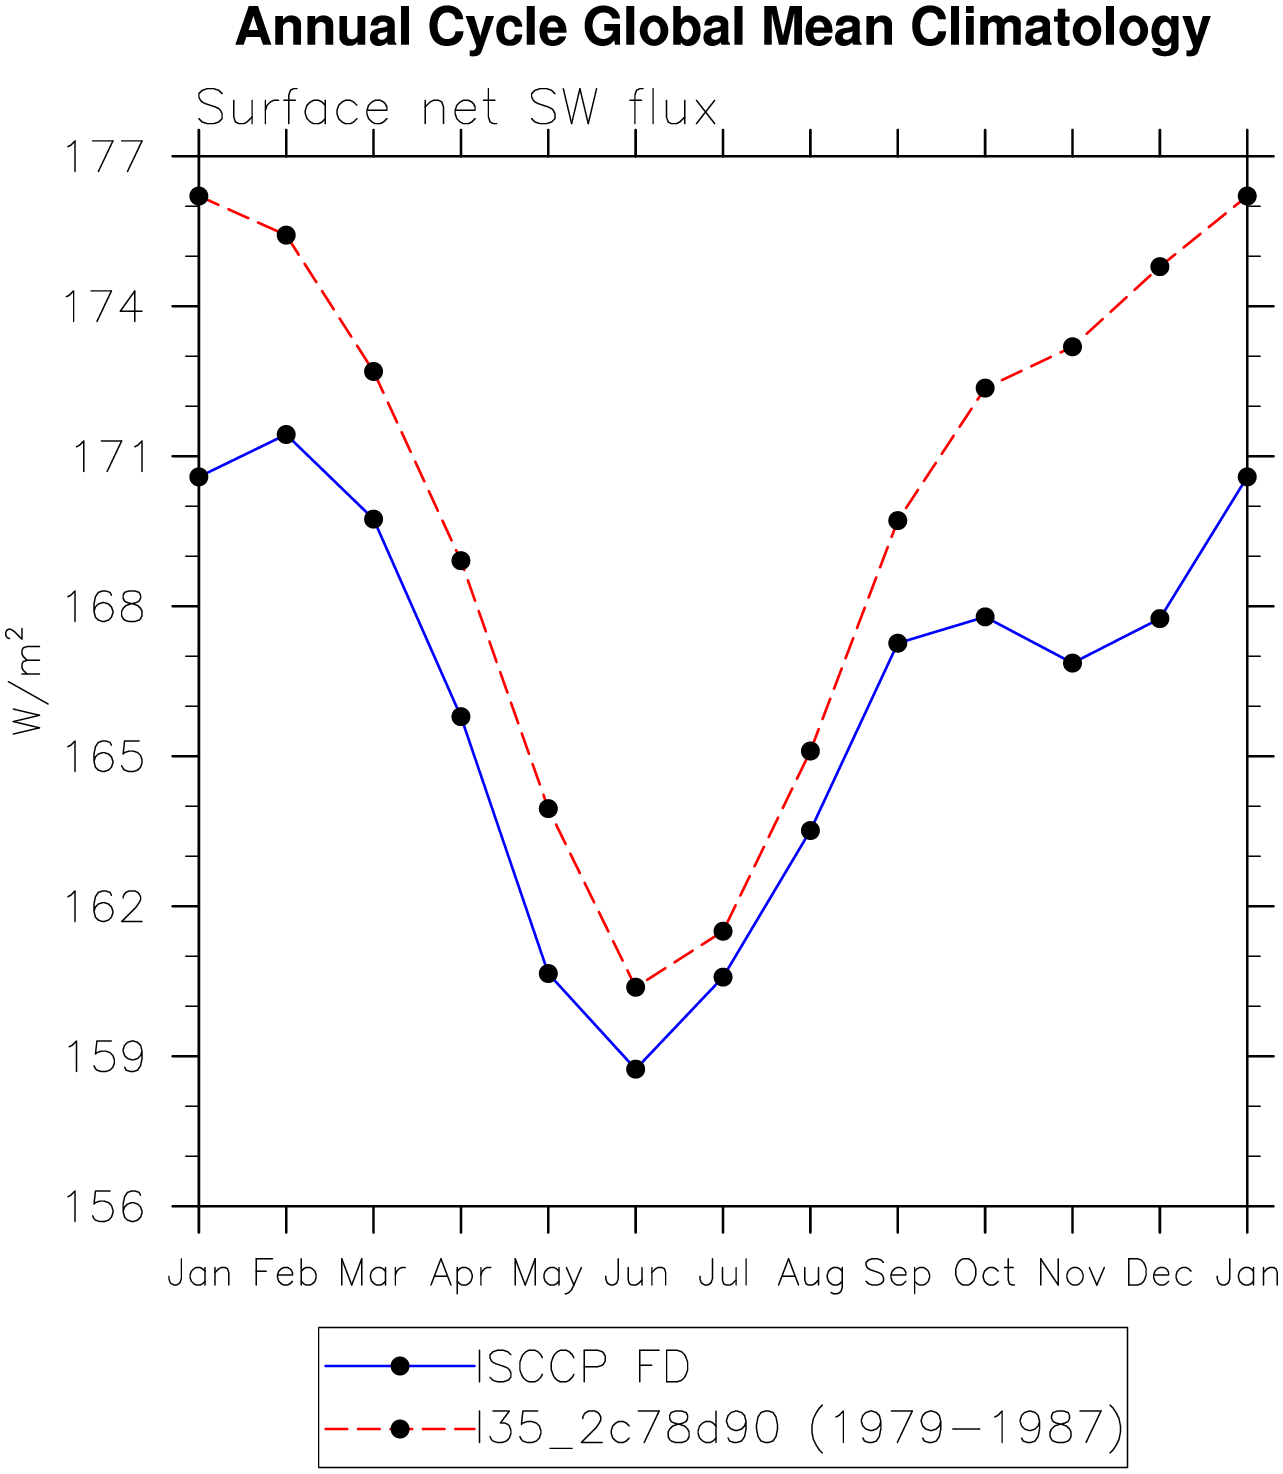 Annual Cycle Global Mean Climatology
Surface net SW flux
177
174
171
168
165
162
159
156
W/m²
Jan Feb Mar Apr May Jun Jul Aug Sep Oct Nov Dec Jan
ISCCP FD
I35_2c78d90 (1979−1987)